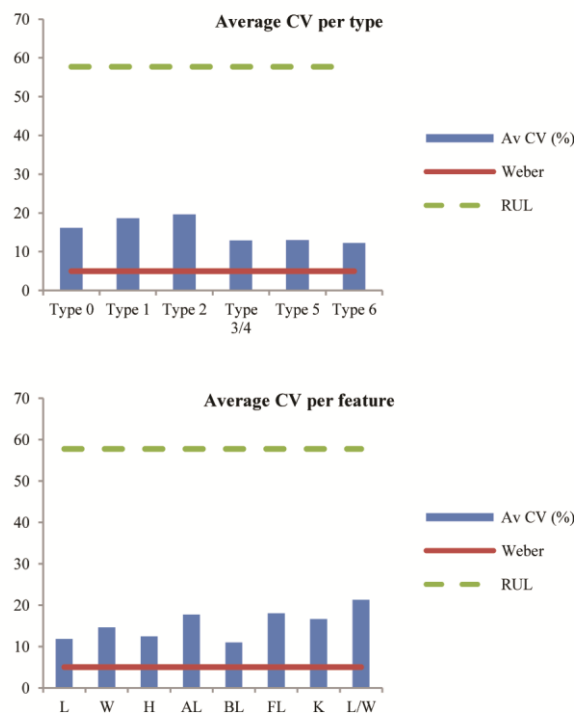 Average CV per type
70
60
50
40
30
20
10
0
Type 0 Type 1 Type 2 Type Type 5 Type 6
3/4
Av CV (%)
Weber
RUL
Average CV per feature
70
60
50
40
30
20
10
0
L W H AL BL FL K L/W
Av CV (%)
Weber
RUL